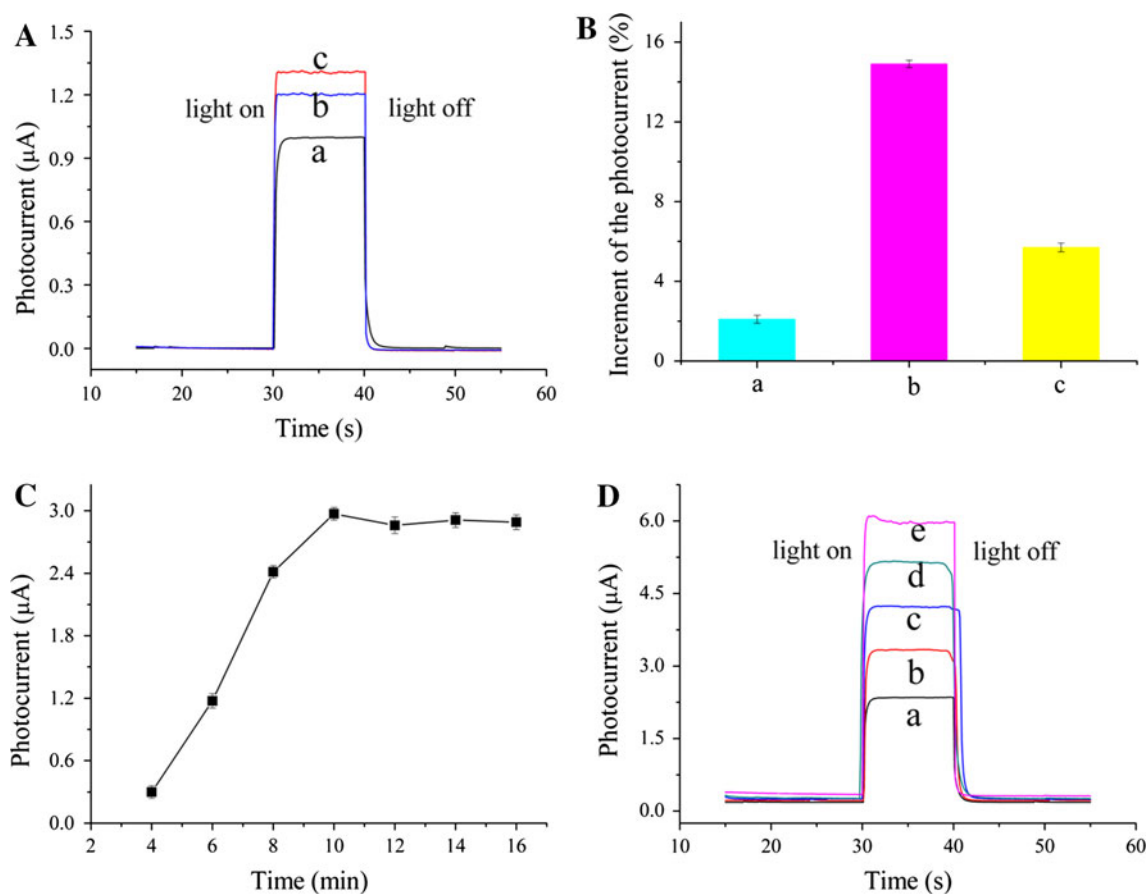 A
Photocurrent (μA)
1.5
1.2
0.9
0.6
0.3
0.0
light on
c
b
a
light off
10 20 30 40 50 60
Time (s)
B
Increment of the photocurrent (%)
16
12
8
4
0
a b c
C
Photocurrent (μA)
3.0
2.4
1.8
1.2
0.6
0.0
2 4 6 8 10 12 14 16
Time (min)
D
Photocurrent (μA)
6.0
4.5
3.0
1.5
0.0
light on
e
d
c
b
a
light off
10 20 30 40 50 60
Time (s)